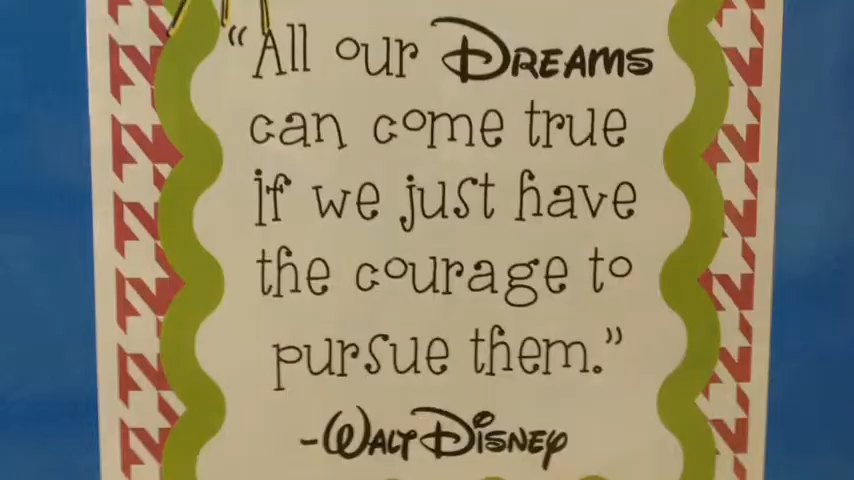 “All our DREAMS
can come true
if we just have
the courage to
pursue them.”
-WALT DISNEY